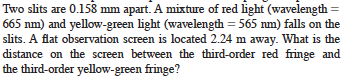 Two slits are 0.158 mm apart. A mixture of red light (wavelength =
665 nm) and yellow-green light (wavelength = 565 nm) falls on the
slits. A flat observation screen is located 2.24 m away. What is the
distance on the screen between the third-order red fringe and
the third-order yellow-green fringe?